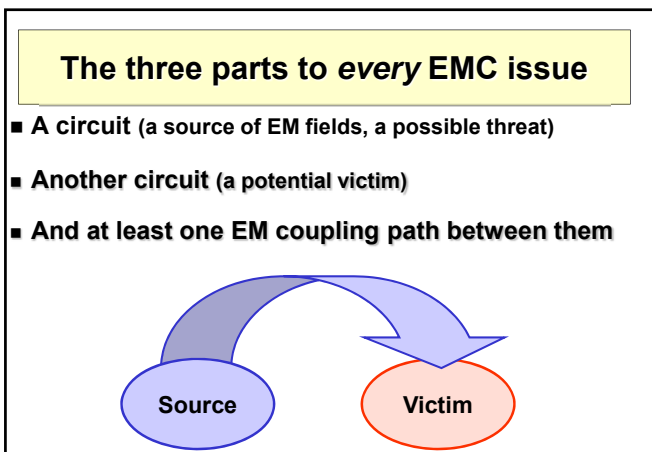 The three parts to every EMC issue
■ A circuit (a source of EM fields, a possible threat)
■ Another circuit (a potential victim)
■ And at least one EM coupling path between them
Source Victim